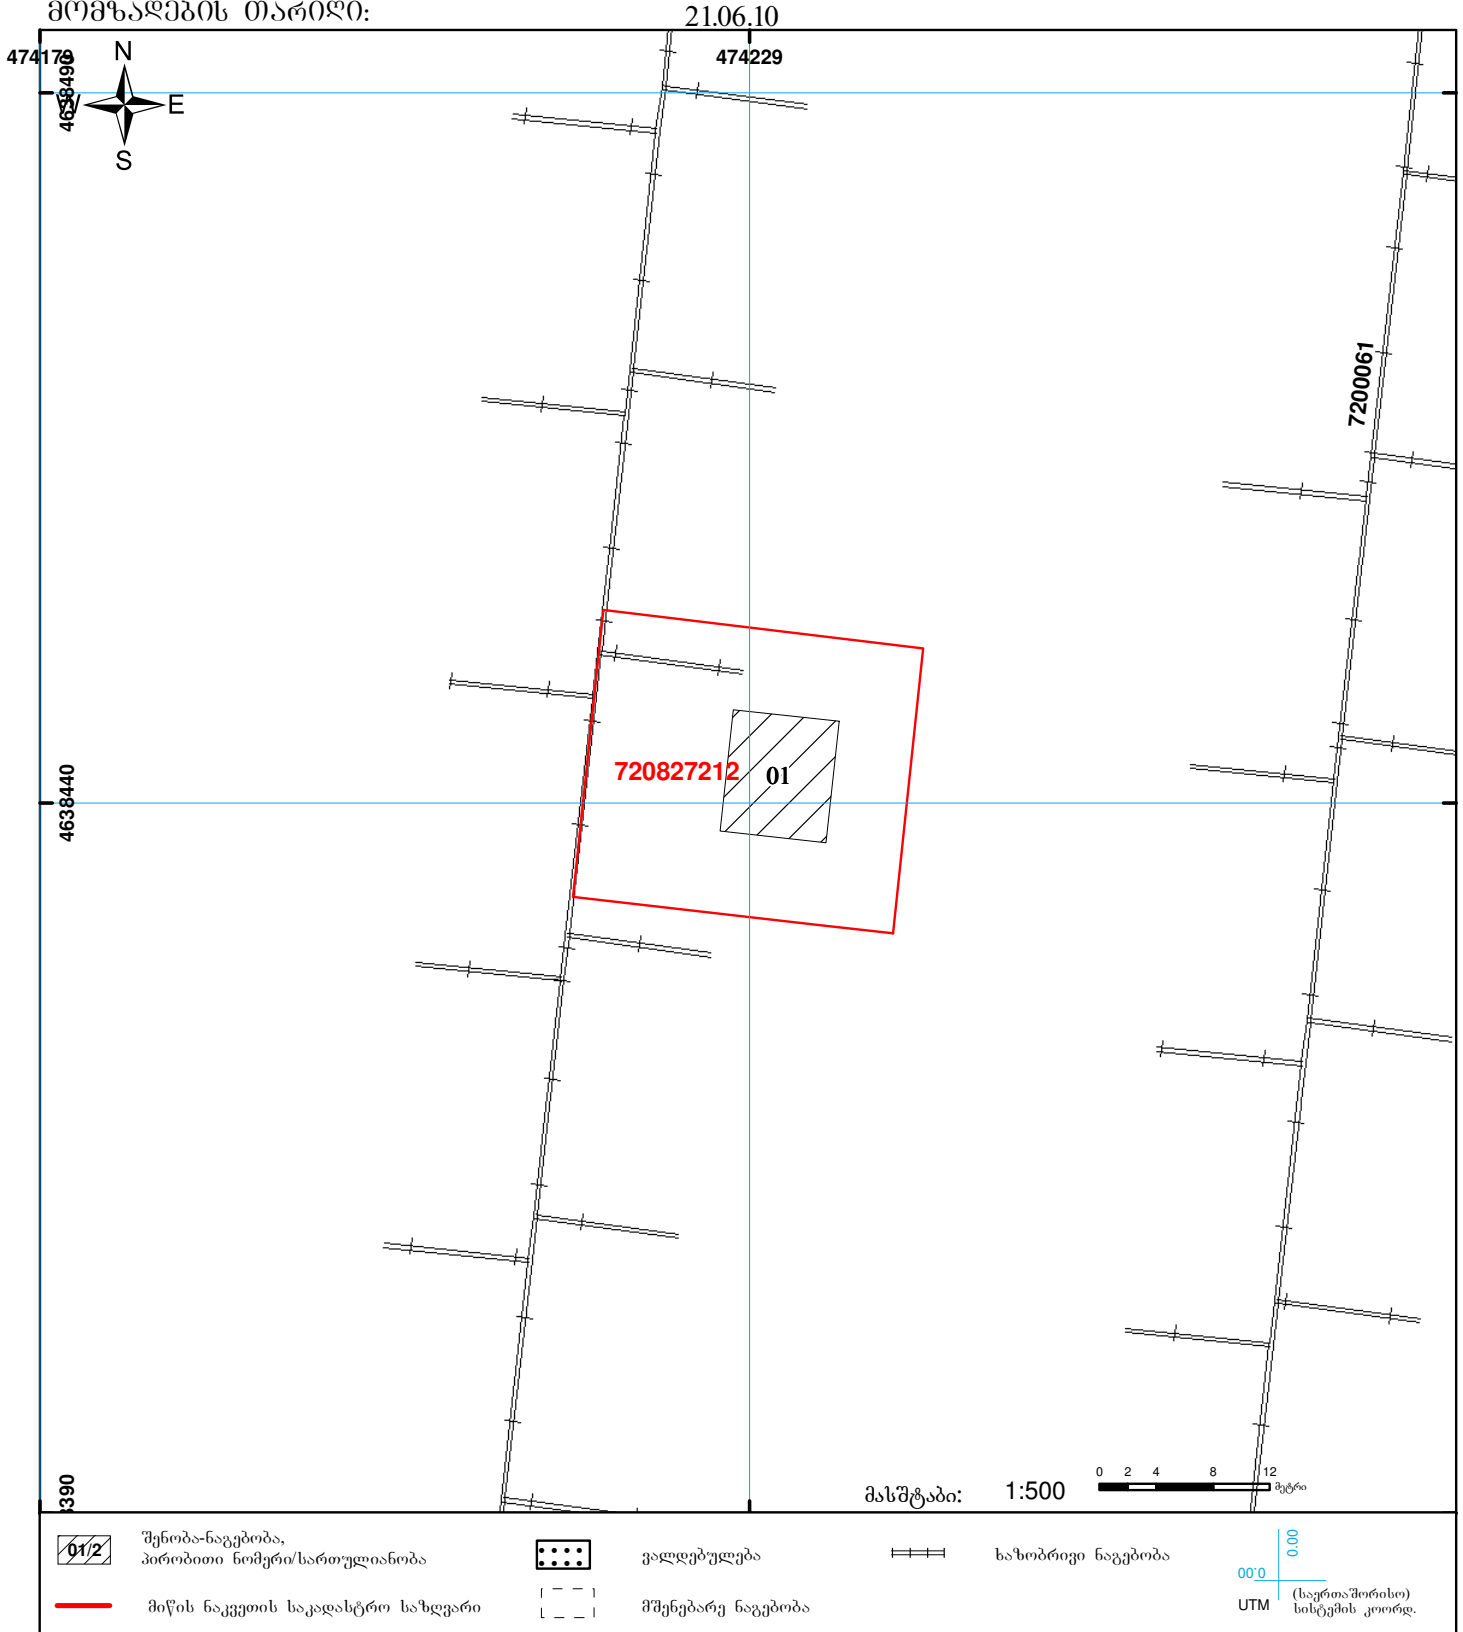 მომზადების თარიღი: 21.06.10
474179 474229
N
W E
S
4638490
7200061
720827212 01
4638440
მასშტაბი: 1:500 0 2 4 8 12 მეტრი
01/2 შენობა-ნაგებობა,
პირობითი ნომერი/სართულიანობა
ვალდებულება
ხაზობრივი ნაგებობა
მიწის ნაკვეთის საკადასტრო საზღვარი
მშენებარე ნაგებობა
0.00 0.00
UTM (საერთაშორისო)
სისტემის კოორდ.